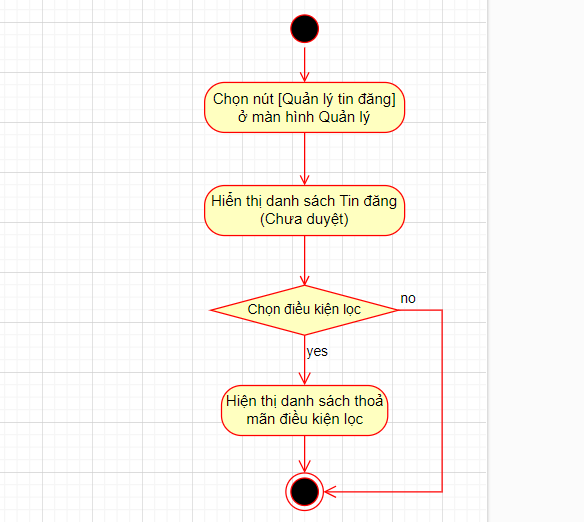 Chọn nút [Quản lý tin đăng]
ở màn hình Quản lý
Hiển thị danh sách Tin đăng
(Chưa duyệt)
Chọn điều kiện lọc
no
yes
Hiện thị danh sách thoả
mãn điều kiện lọc